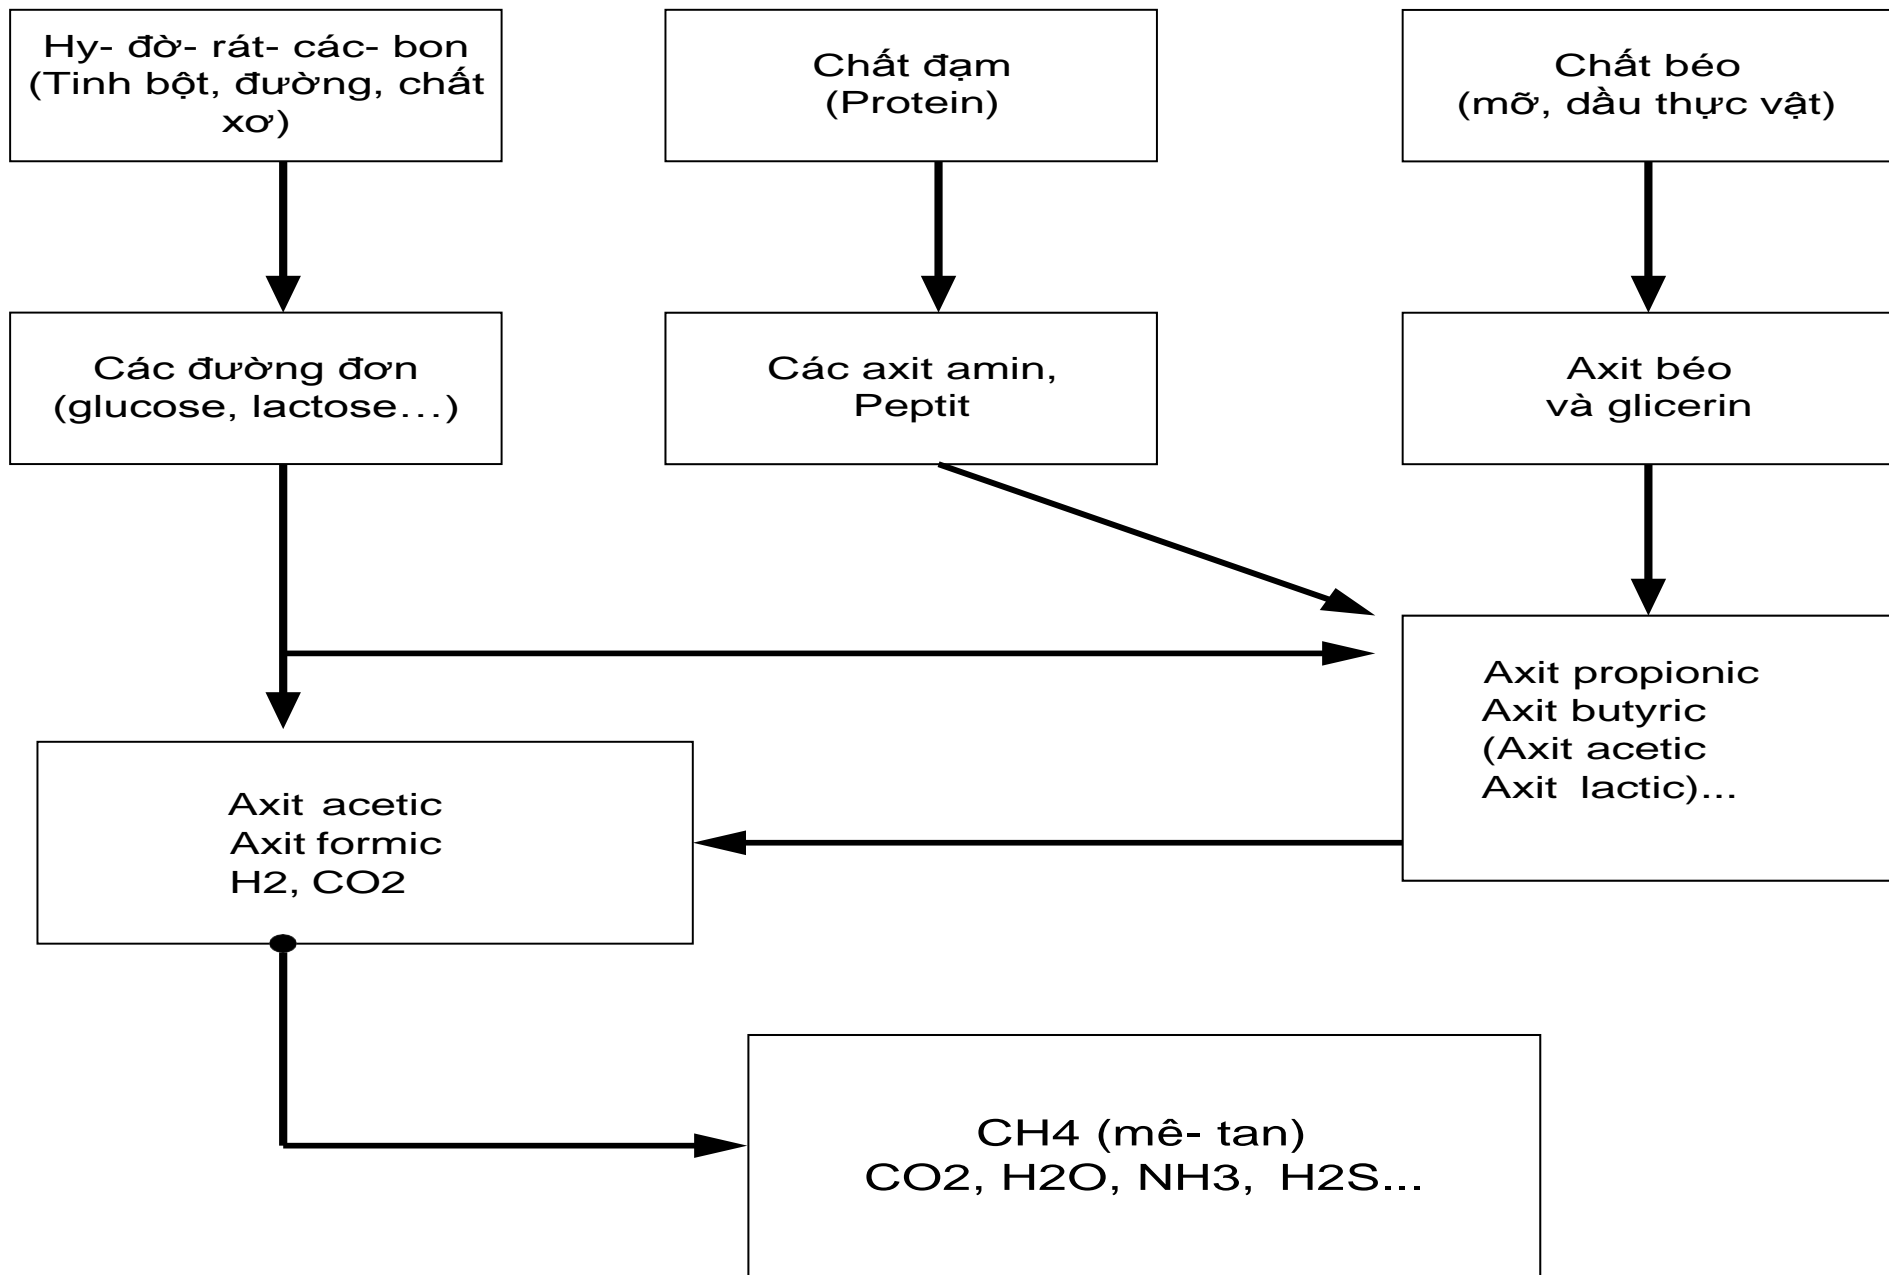 Hy- đờ- rát- các- bon
(Tinh bột, đường, chất
xơ)
Chất đạm
(Protein)
Chất béo
(mỡ, dầu thực vật)
Các đường đơn
(glucose, lactose…)
Các axit amin,
Peptit
Axit béo
và glicerin
Axit propionic
Axit butyric
(Axit acetic
Axit lactic)...
Axit acetic
Axit formic
H2, CO2
CH4 (mê- tan)
CO2, H2O, NH3, H2S...